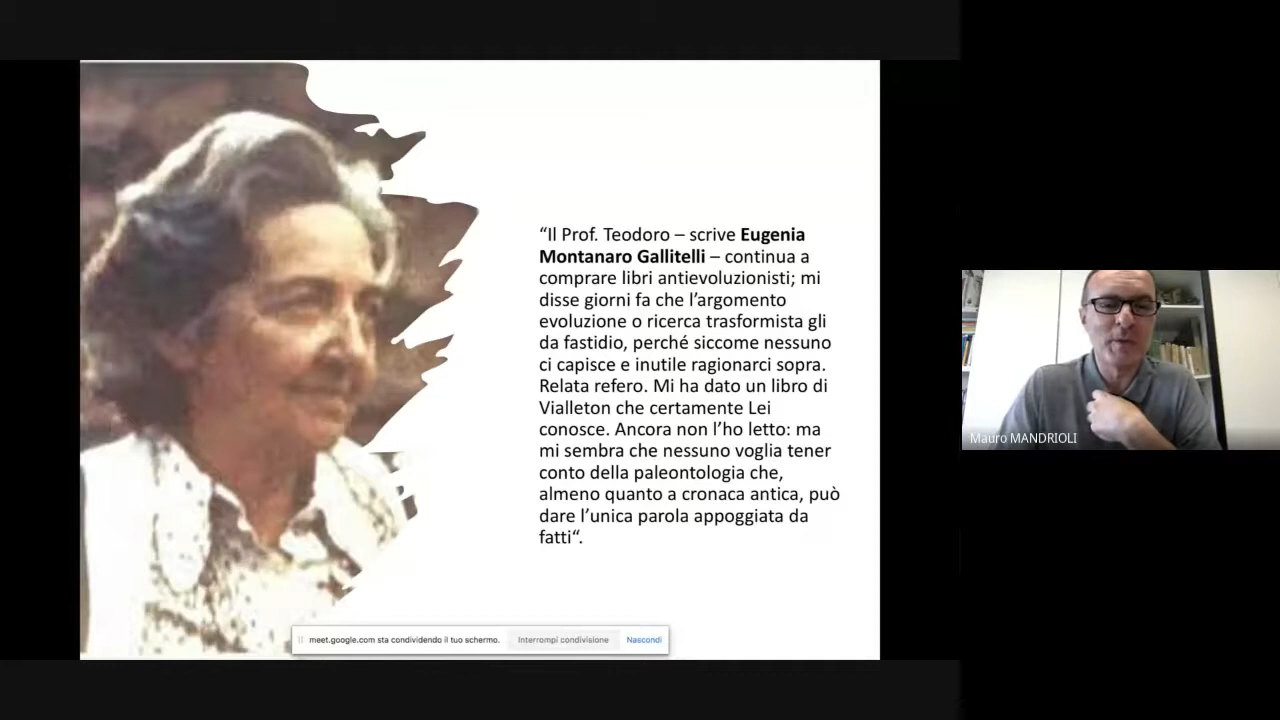 “Il Prof. Teodoro – scrive Eugenia
Montanaro Gallitelli – continua a
comprare libri antievoluzionisti; mi
disse giorni fa che l’argomento
evoluzione o ricerca trasformista gli
da fastidio, perché siccome nessuno
ci capisce e inutile ragionarci sopra.
Relata refero. Mi ha dato un libro di
Vialleton che certamente Lei
conosce. Ancora non l’ho letto: ma
mi sembra che nessuno voglia tener
conto della paleontologia che,
almeno quanto a cronaca antica, può
dare l’unica parola appoggiata da
fatti“.
Mauro MANDRIOLI
meet.google.com sta condividendo il tuo schermo. Interrompi condivisione Nascondi